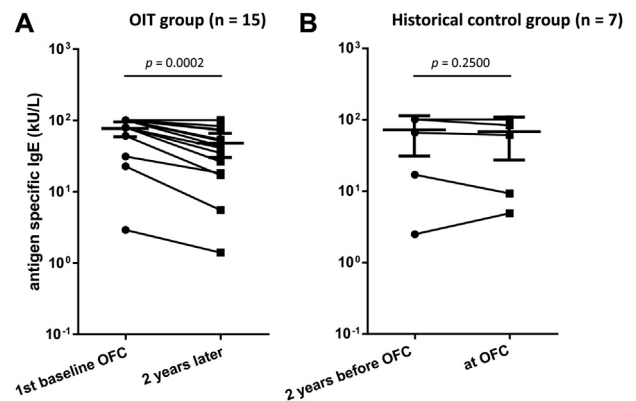 A
OIT group (n = 15)
p = 0.0002
antigen specific IgE (kU/L)
10³
10²
10¹
10⁰
10⁻¹
1st baseline OFC
2 years later
B
Historical control group (n = 7)
p = 0.2500
10³
10²
10¹
10⁰
10⁻¹
2 years before OFC
at OFC